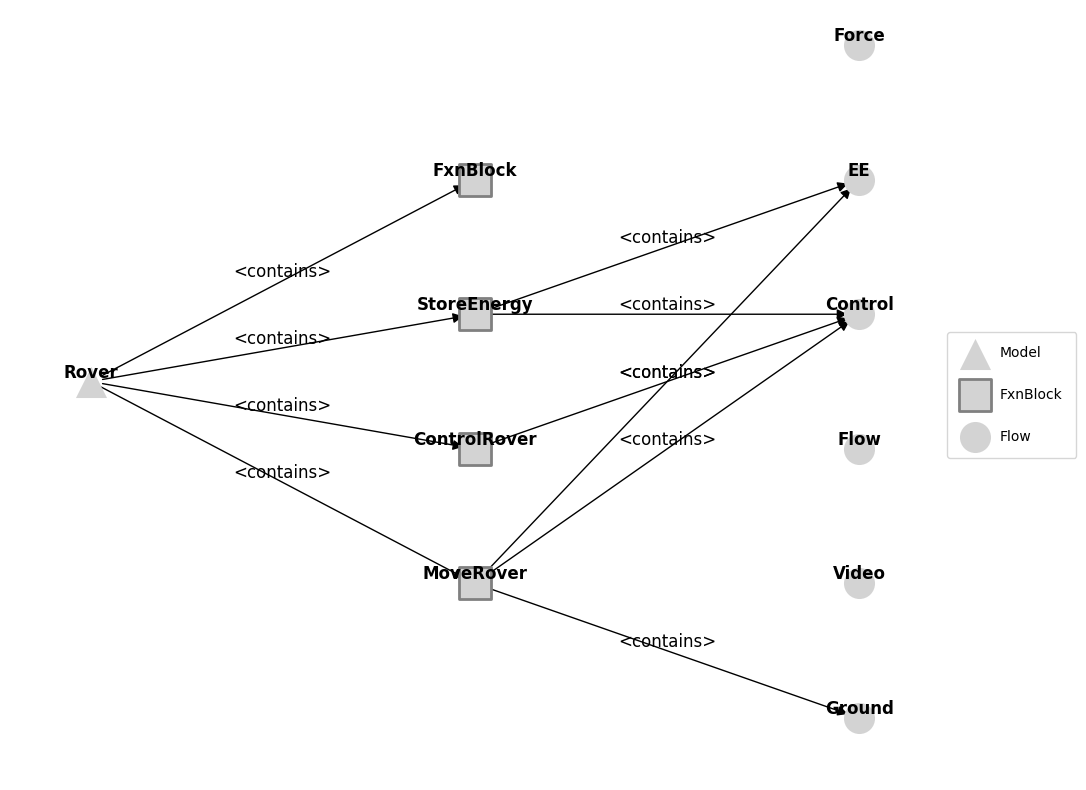 Force
FxnBlock
EE
<contains>
<contains>
StoreEnergy
<contains>
Control
<contains>
Rover
<contains>
<contains>
<contains>
ControlRover
<contains>
Flow
<contains>
MoveRover
Video
<contains>
Ground
Model
FxnBlock
Flow